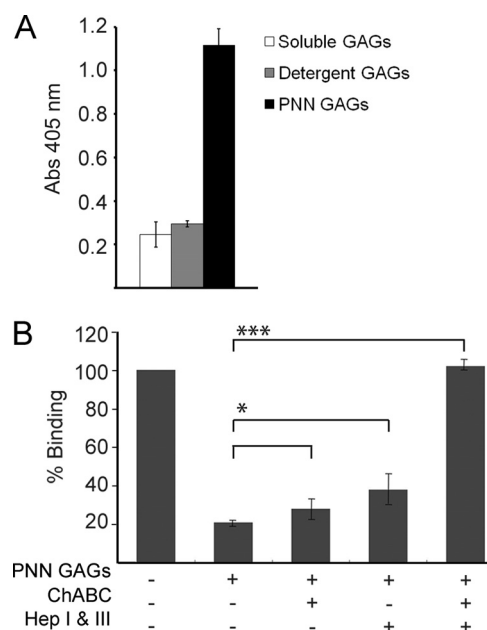 A
1.2
1.0
0.8
0.6
0.4
0.2
Abs 405 nm
Soluble GAGs
Detergent GAGs
PNN GAGs
B
120
100
80
60
40
20
% Binding
***
*
PNN GAGs - + + + +
ChABC - - + - +
Hep I & III - - - + +